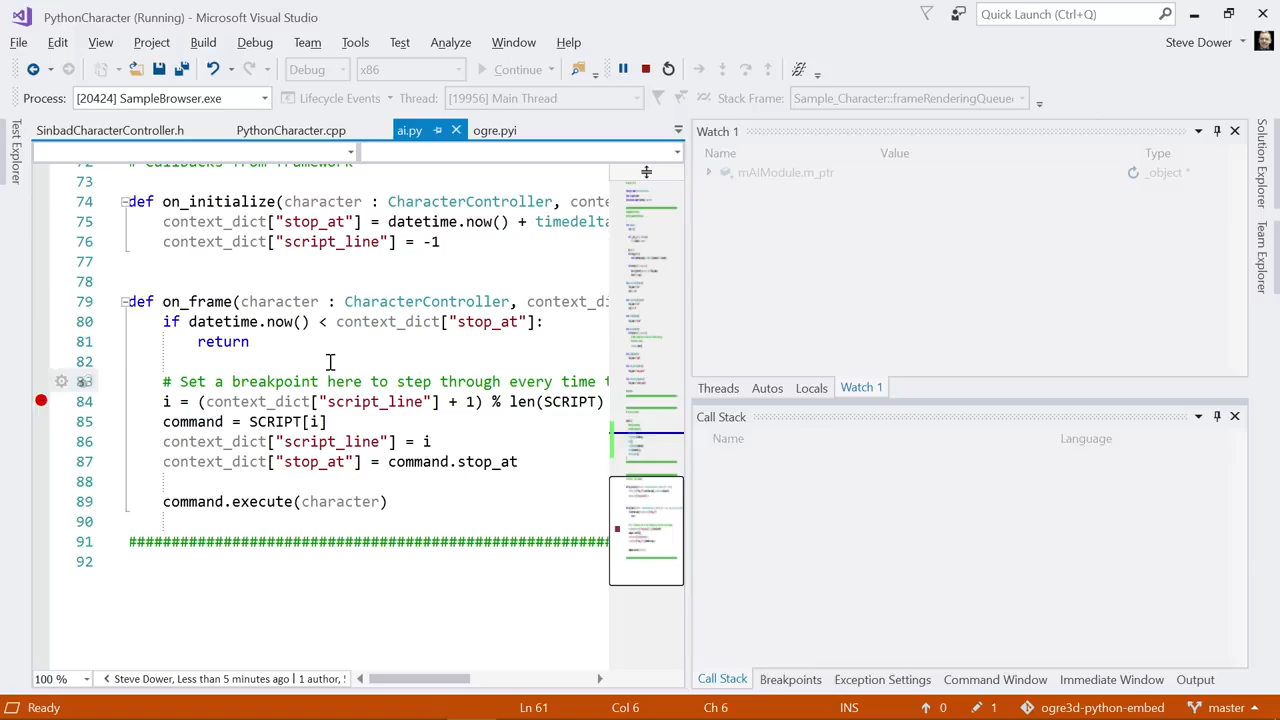 PythonCharacter (Running) - Microsoft Visual Studio
Quick Launch (Ctrl+Q)
File Edit View Project Build Debug Team Tools Test Analyze Window Help
Steve Dower
Debug x86 Continue
Process: [20424] SampleBrowser.exe Lifecycle Events Thread: [19956] Main Thread Stack Frame: Sample_Character::frameRenderingQueue
Test Explorer
SinbadCharacterController.h PythonCharacter.cpp ai.py ogre.pyi
72 # Callbacks from framework
73
74 def on_initialize(character : CharacterController, conte
75 context_dict["stop_at"] = datetime.now() + timedelta
76 context_dict["script_line"] = -1
77
78
79 def on_frame(character : CharacterController, context_di
80 if datetime.now() < context_dict["stop_at"]:
81 return
82
83 # Set a breakpoint here to step through every time t
84 i = (context_dict["script_line"] + 1) % len(SCRIPT)
85 command = SCRIPT[i]
86 context_dict["script_line"] = i
87 context_dict["stop_at"] = command.stop_at
88
89 command.execute(character)
90
91 ########################################################
92
100 % Steve Dower, Less than 5 minutes ago | 1 author,
Watch 1
Name Value Type
mAIModule.m_ptr _object *
Threads Autos Locals Watch 1
Call Stack
Name Language
Call Stack Breakpoints Exception Settings Command Window Immediate Window Output
Solution Explorer
Team Explorer
Ready Ln 61 Col 6 Ch 6 INS 0 1 ogre3d-python-embed master